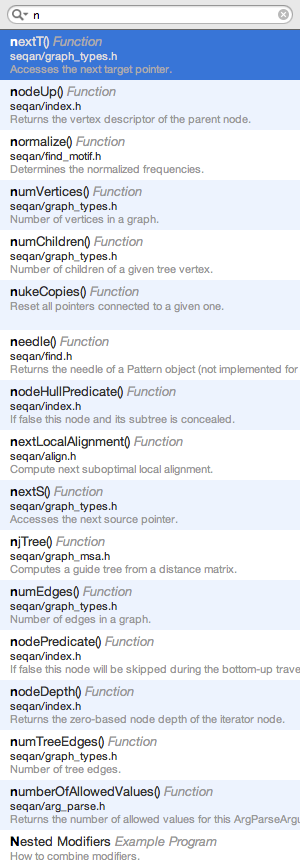 n
nextT() Function
seqan/graph_types.h
Accesses the next target pointer.
nodeUp() Function
seqan/index.h
Returns the vertex descriptor of the parent node.
normalize() Function
seqan/find_motif.h
Determines the normalized frequencies.
numVertices() Function
seqan/graph_types.h
Number of vertices in a graph.
numChildren() Function
seqan/graph_types.h
Number of children of a given tree vertex.
nukeCopies() Function
Reset all pointers connected to a given one.
needle() Function
seqan/find.h
Returns the needle of a Pattern object (not implemented for
nodeHullPredicate() Function
seqan/index.h
If false this node and its subtree is concealed.
nextLocalAlignment() Function
seqan/align.h
Compute next suboptimal local alignment.
nextS() Function
seqan/graph_types.h
Accesses the next source pointer.
njTree() Function
seqan/graph_msa.h
Computes a guide tree from a distance matrix.
numEdges() Function
seqan/graph_types.h
Number of edges in a graph.
nodePredicate() Function
seqan/index.h
If false this node will be skipped during the bottom-up trave
nodeDepth() Function
seqan/index.h
Returns the zero-based node depth of the iterator node.
numTreeEdges() Function
seqan/graph_types.h
Number of tree edges.
numberOfAllowedValues() Function
seqan/arg_parse.h
Returns the number of allowed values for this ArgParseArgu
Nested Modifiers Example Program
How to combine modifiers.